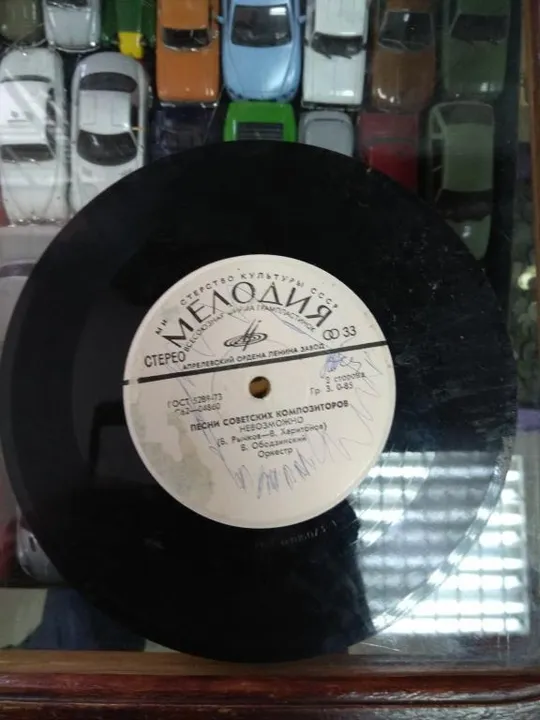 МИНИСТЕРСТВО КУЛЬТУРЫ СССР
МЕЛОДИЯ
ВСЕСОЮЗНАЯ ФИРМА ГРАМПЛАСТИНОК
СТЕРЕО
33
АПРЕЛЕВСКИЙ ОРДЕНА ЛЕНИНА ЗАВОД
ГОСТ 5289-73
С62—04860
2 сторона
Гр. 3. 0-85
ПЕСНИ СОВЕТСКИХ КОМПОЗИТОРОВ
НЕВОЗМОЖНО
(Б. Рычков—В. Харитонов)
В. Ободзинский
Оркестр